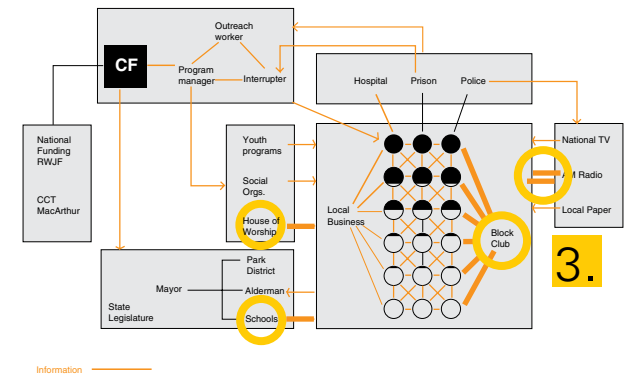 Outreach
worker
CF
Program
manager
Interrupter
Hospital
Prison
Police
National
Funding
RWJF
CCT
MacArthur
Youth
programs
Social
Orgs.
House of
Worship
Local
Business
Block
Club
National TV
AM Radio
Local Paper
3.
Park
District
Mayor
Alderman
State
Legislature
Schools
Information